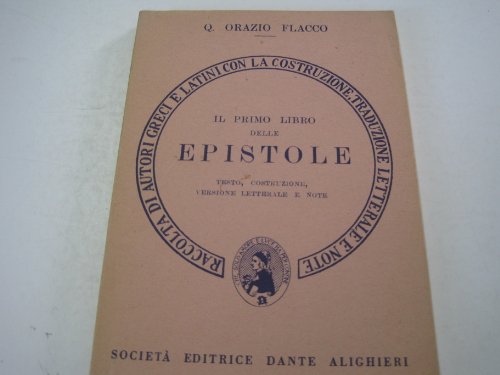 Q. ORAZIO FLACCO
RACCOLTA DI AUTORI GRECI E LATINI CON LA COSTRUZIONE, TRADUZIONE LETTERALE E NOTE
IL PRIMO LIBRO
DELLE
EPISTOLE
TESTO, COSTRUZIONE,
VERSIONE LETTERALE E NOTE
SOCIETÀ EDITRICE DANTE ALIGHIERI